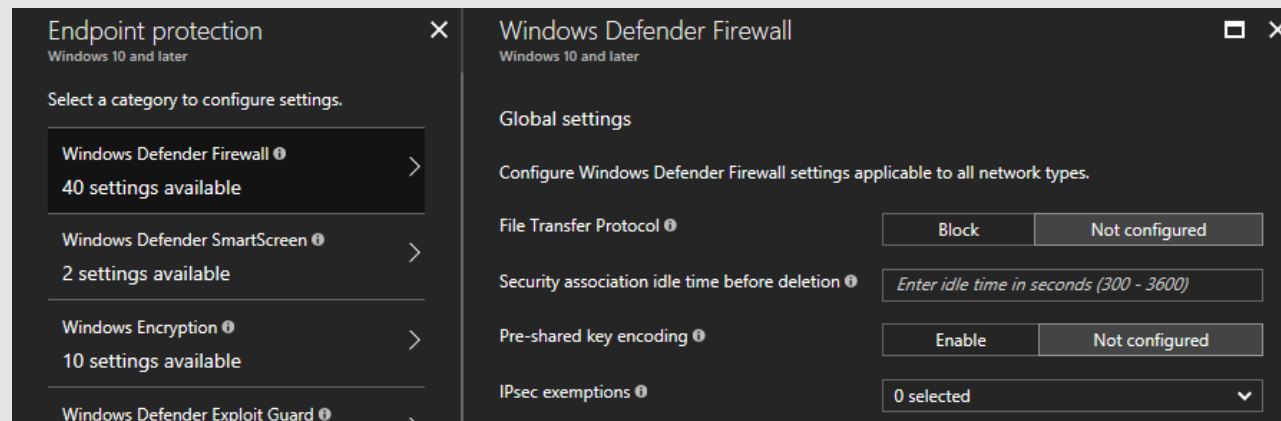 Endpoint protection
Windows 10 and later
Select a category to configure settings.
Windows Defender Firewall
40 settings available
Windows Defender SmartScreen
2 settings available
Windows Encryption
10 settings available
Windows Defender Exploit Guard
Windows Defender Firewall
Windows 10 and later
Global settings
Configure Windows Defender Firewall settings applicable to all network types.
File Transfer Protocol Block Not configured
Security association idle time before deletion Enter idle time in seconds (300 - 3600)
Pre-shared key encoding Enable Not configured
IPsec exemptions 0 selected